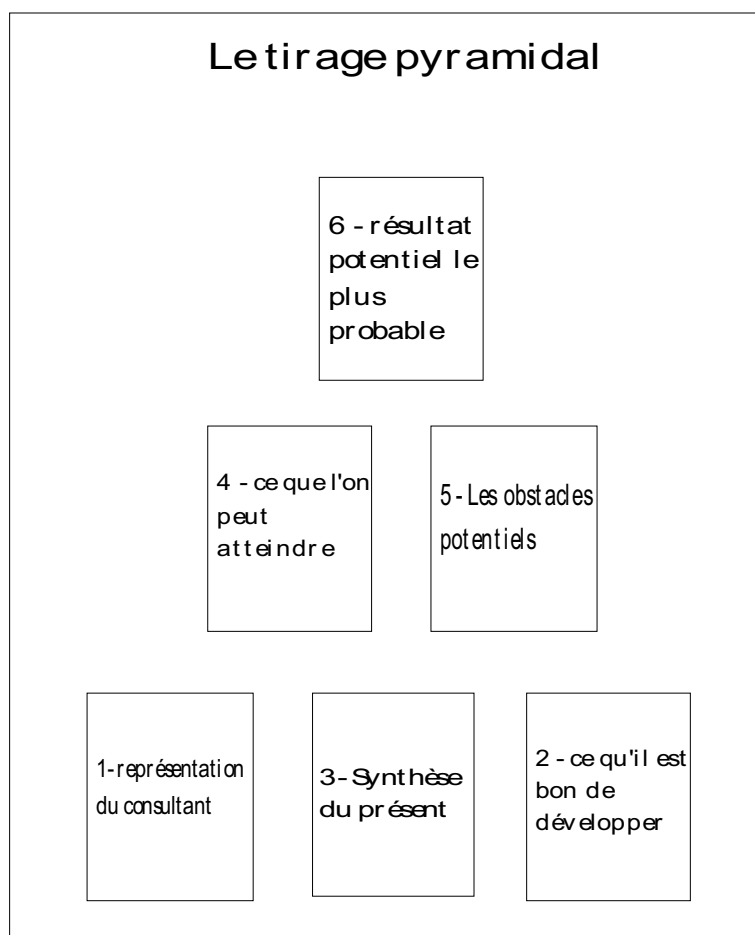 Le tirage pyramidal
6 - résultat
potentiel le
plus
probable
4 - ce que l'on
peut
atteindre
5 - Les obstacles
potentiels
1- représentation
du consultant
3 - Synthèse
du présent
2 - ce qu'il est
bon de
développer